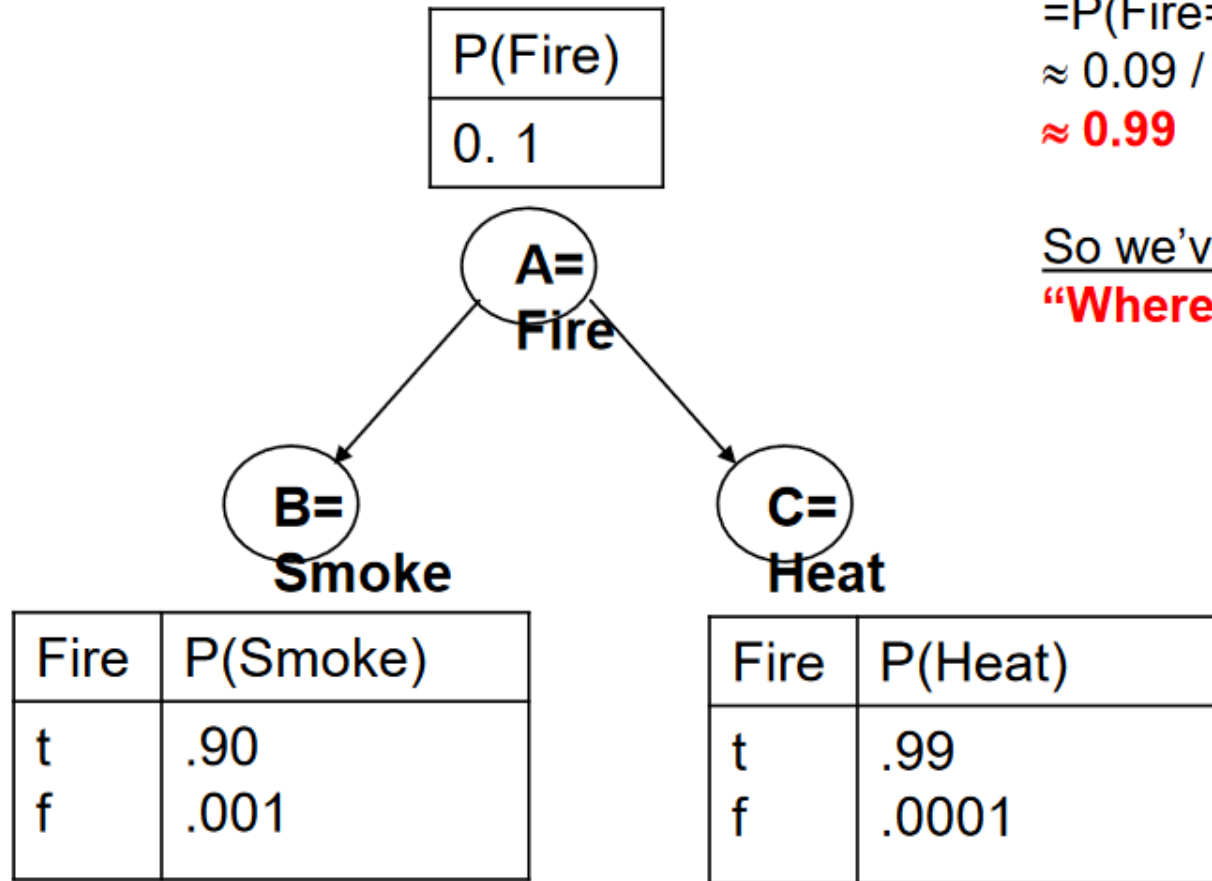 P(Fire)
0. 1
=P(Fire=
≈ 0.09 /
≈ 0.99
So we’v
“Where
A=
Fire
B=
Smoke
C=
Heat
Fire P(Smoke)
t .90
f .001
Fire P(Heat)
t .99
f .0001